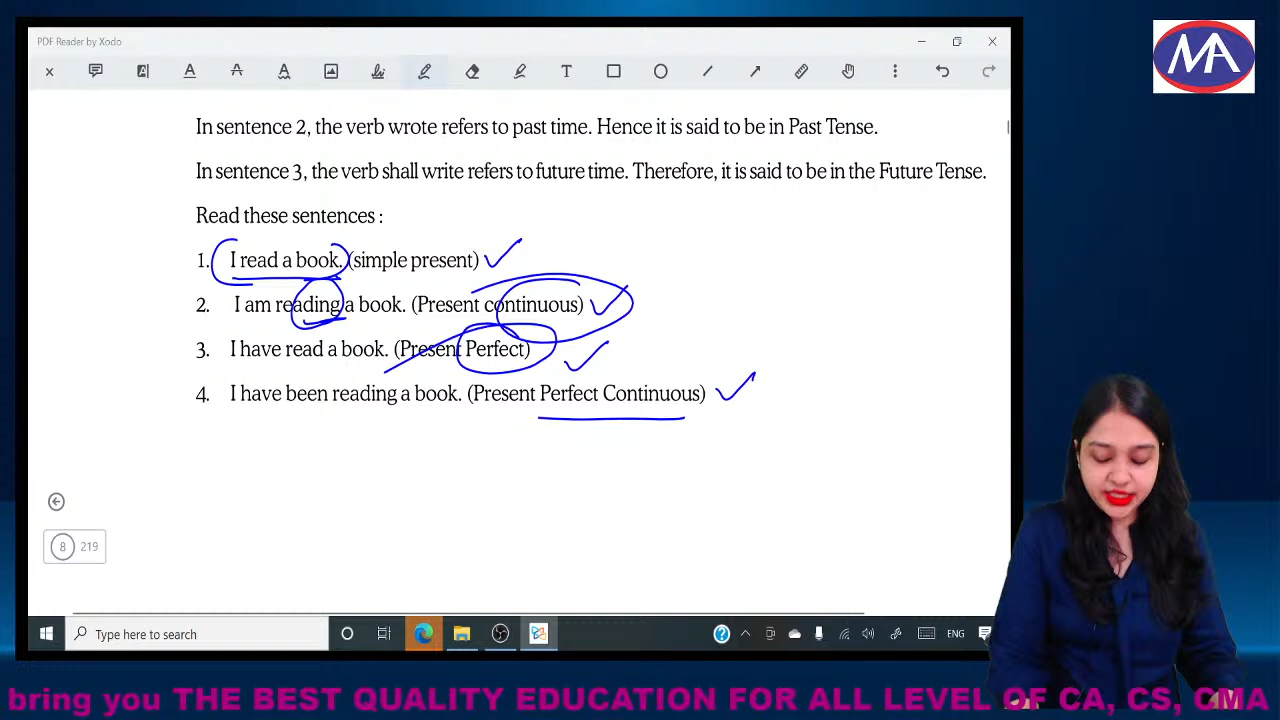 PDF Reader by Xodo
MA
In sentence 2, the verb wrote refers to past time. Hence it is said to be in Past Tense.
In sentence 3, the verb shall write refers to future time. Therefore, it is said to be in the Future Tense.
Read these sentences :
1. I read a book. (simple present)
2. I am reading a book. (Present continuous)
3. I have read a book. (Present Perfect)
4. I have been reading a book. (Present Perfect Continuous)
8 219
Type here to search
ENG
bring you THE BEST QUALITY EDUCATION FOR ALL LEVEL OF CA, CS, CMA